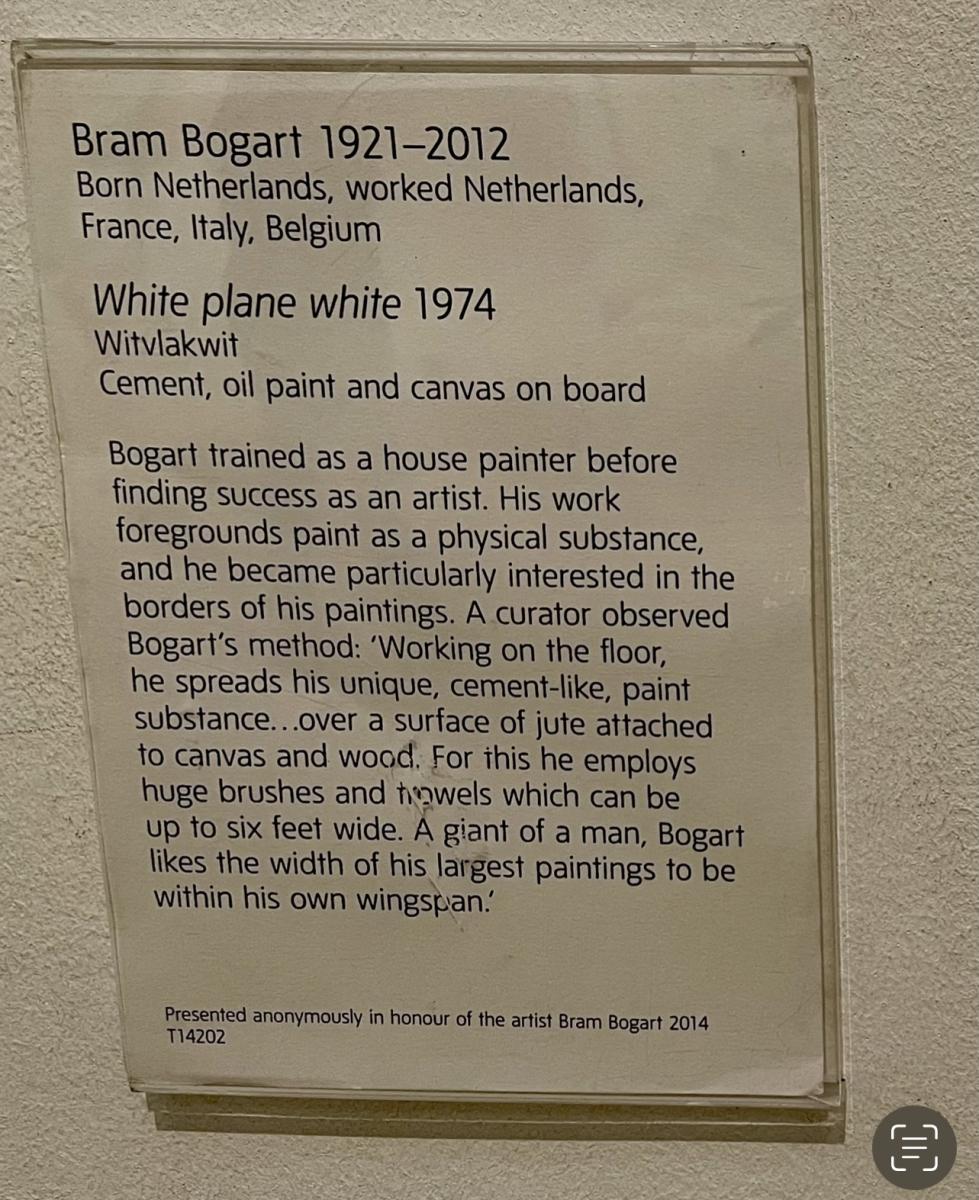 Bram Bogart 1921–2012
Born Netherlands, worked Netherlands,
France, Italy, Belgium
White plane white 1974
Witvlakwit
Cement, oil paint and canvas on board
Bogart trained as a house painter before
finding success as an artist. His work
foregrounds paint as a physical substance,
and he became particularly interested in the
borders of his paintings. A curator observed
Bogart’s method: ‘Working on the floor,
he spreads his unique, cement-like, paint
substance...over a surface of jute attached
to canvas and wood. For this he employs
huge brushes and trowels which can be
up to six feet wide. A giant of a man, Bogart
likes the width of his largest paintings to be
within his own wingspan.’
Presented anonymously in honour of the artist Bram Bogart 2014
T14202